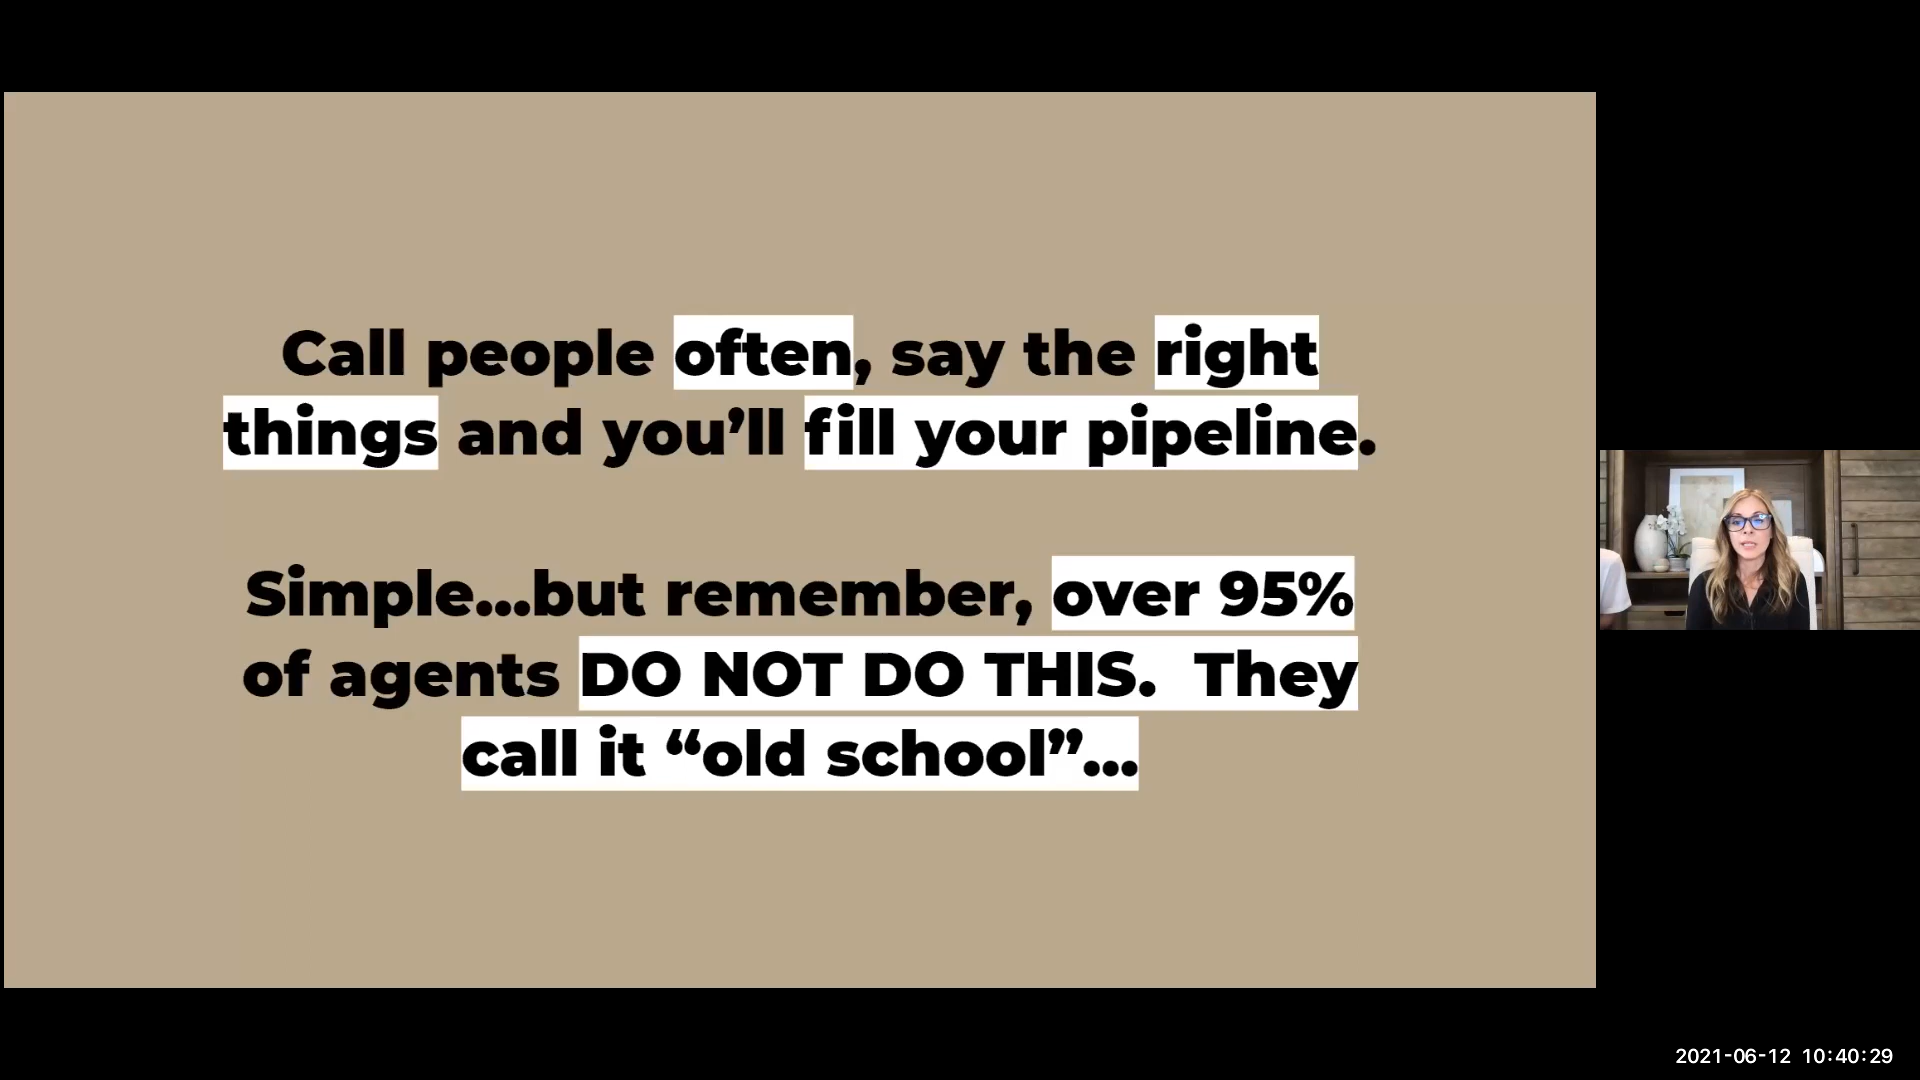 Call people often, say the right
things and you’ll fill your pipeline.
Simple...but remember, over 95%
of agents DO NOT DO THIS.  They
call it “old school”...
2021-06-12 10:40:29